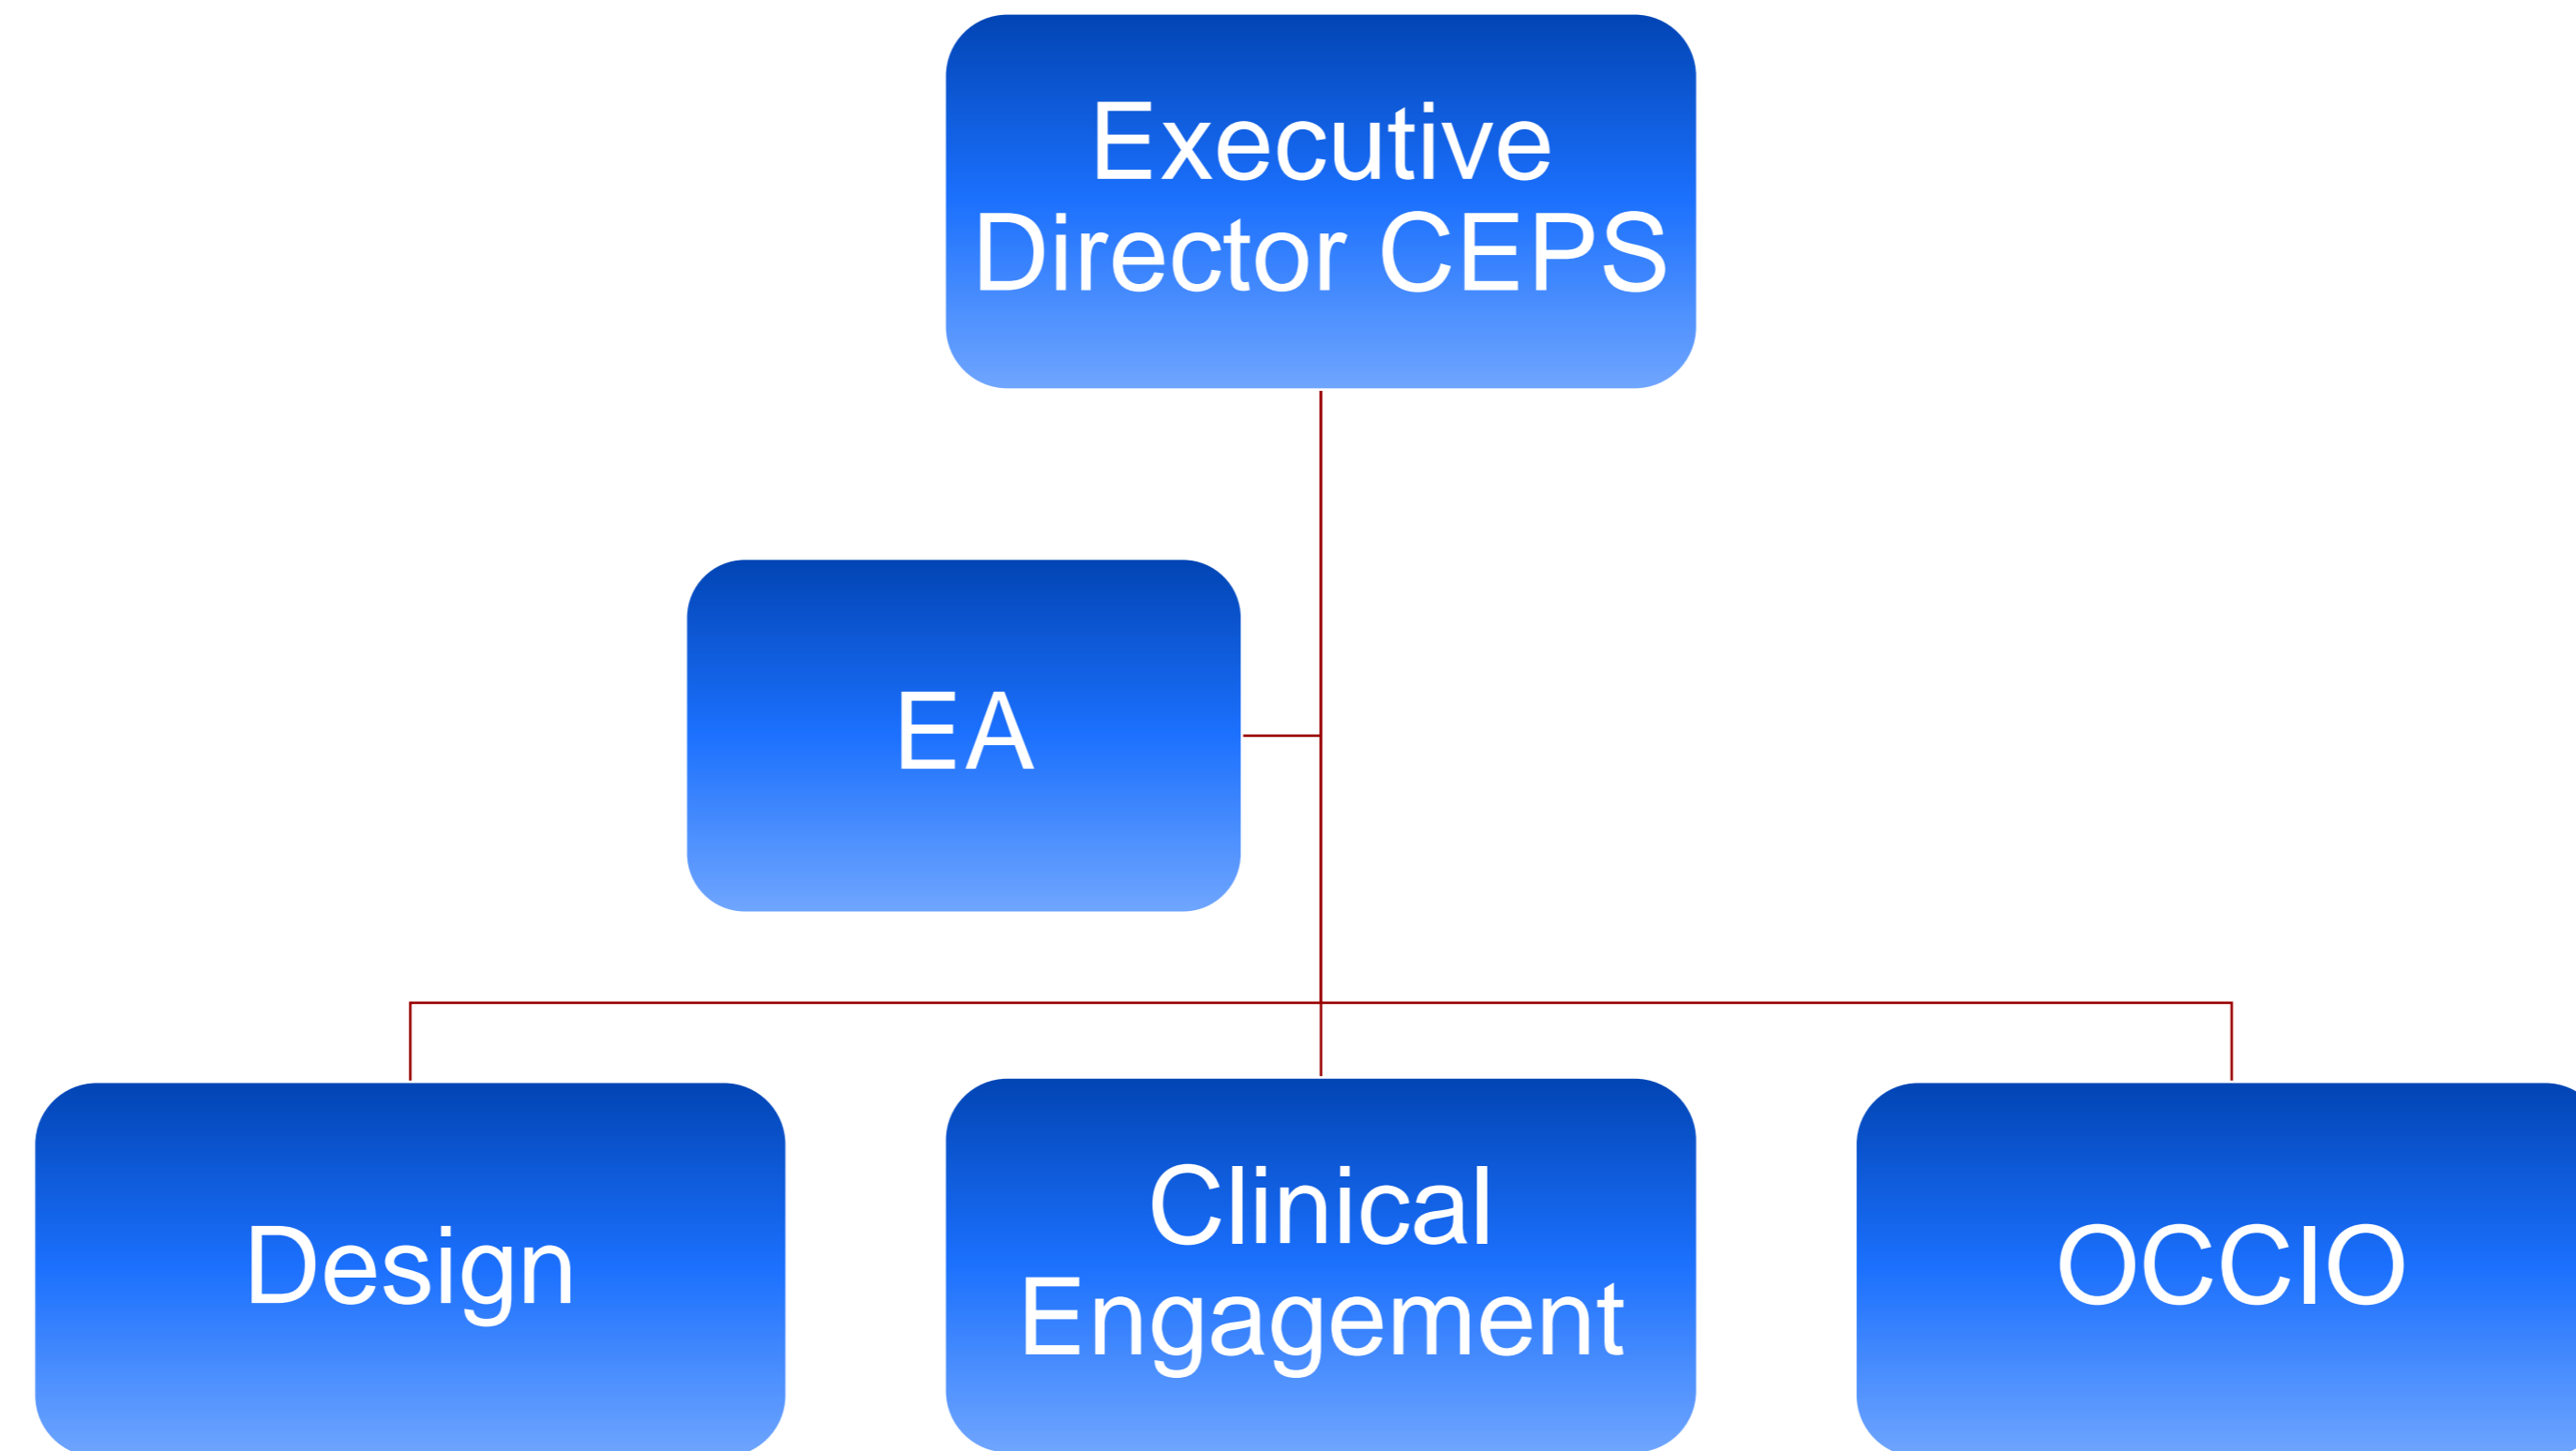 Executive
Director CEPS
EA
Design
Clinical
Engagement
OCCIO